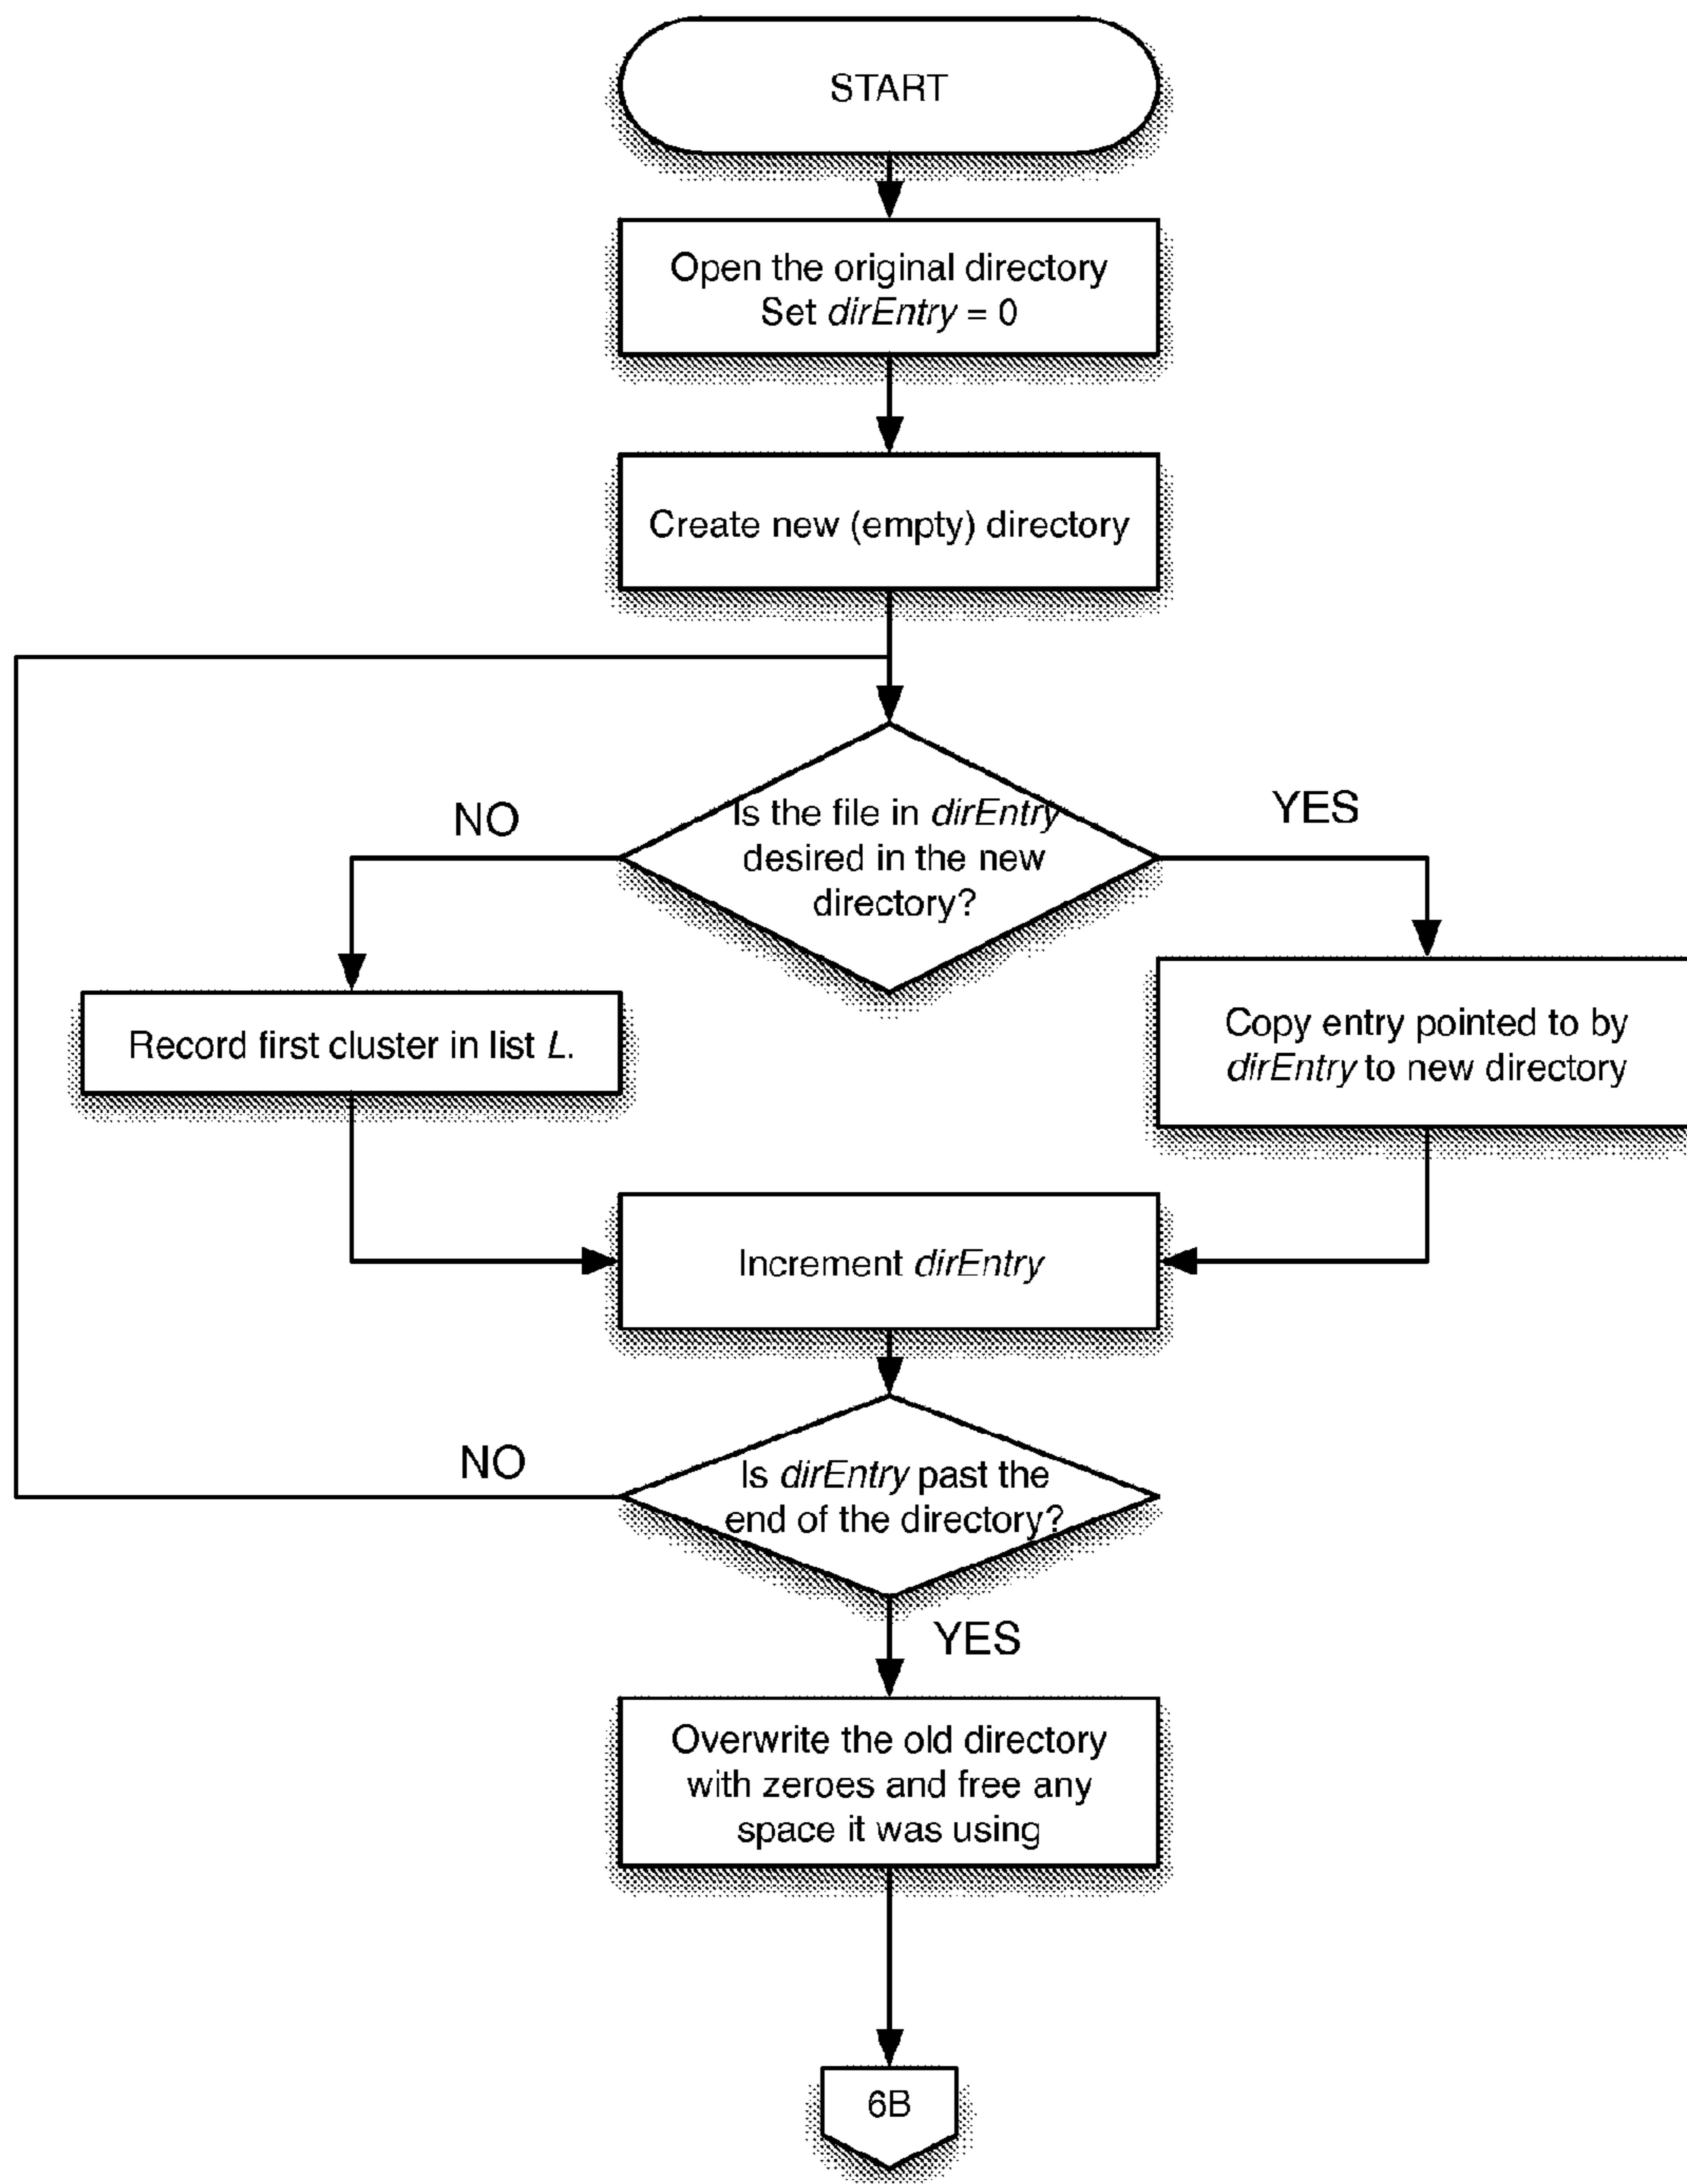 START
Open the original directory
Set dirEntry = 0
Create new (empty) directory
NO
YES
Is the file in dirEntry
desired in the new
directory?
Record first cluster in list L.
Copy entry pointed to by
dirEntry to new directory
Increment dirEntry
NO
Is dirEntry past the
end of the directory?
YES
Overwrite the old directory
with zeroes and free any
space it was using
6B